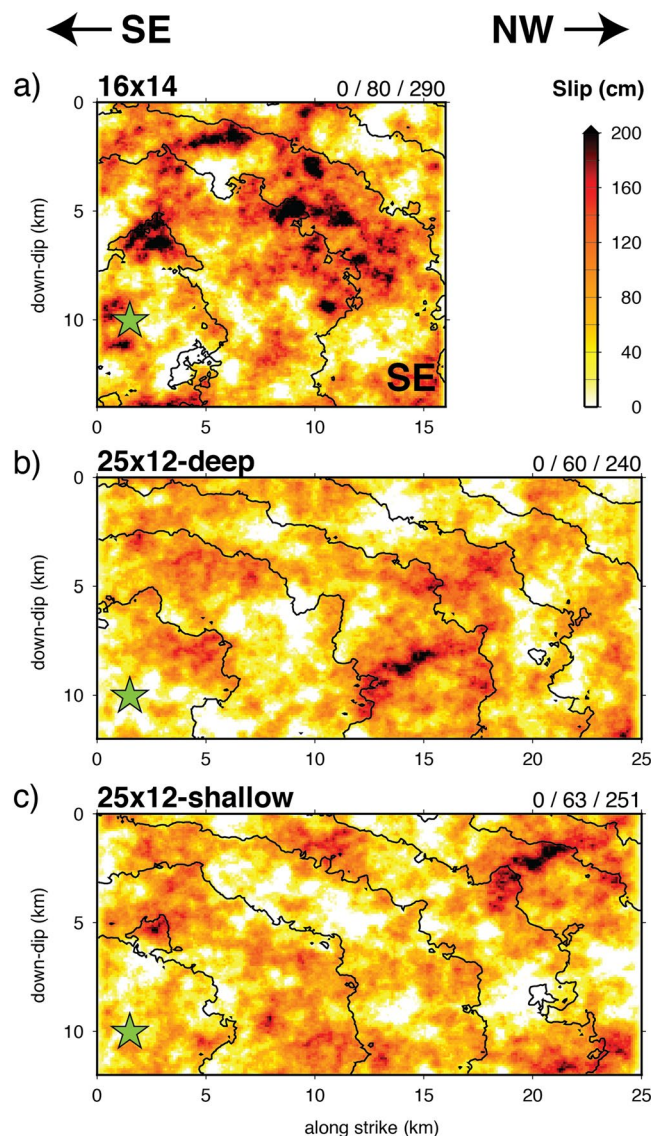 SE NW
a) 16x14 0 / 80 / 290 Slip (cm)
0 200
160
5 120
down-dip (km)
80
10 40
SE
0
0 5 10 15
b) 25x12-deep 0 / 60 / 240
0
5
down-dip (km)
10
0 5 10 15 20 25
c) 25x12-shallow 0 / 63 / 251
0
5
down-dip (km)
10
0 5 10 15 20 25
along strike (km)